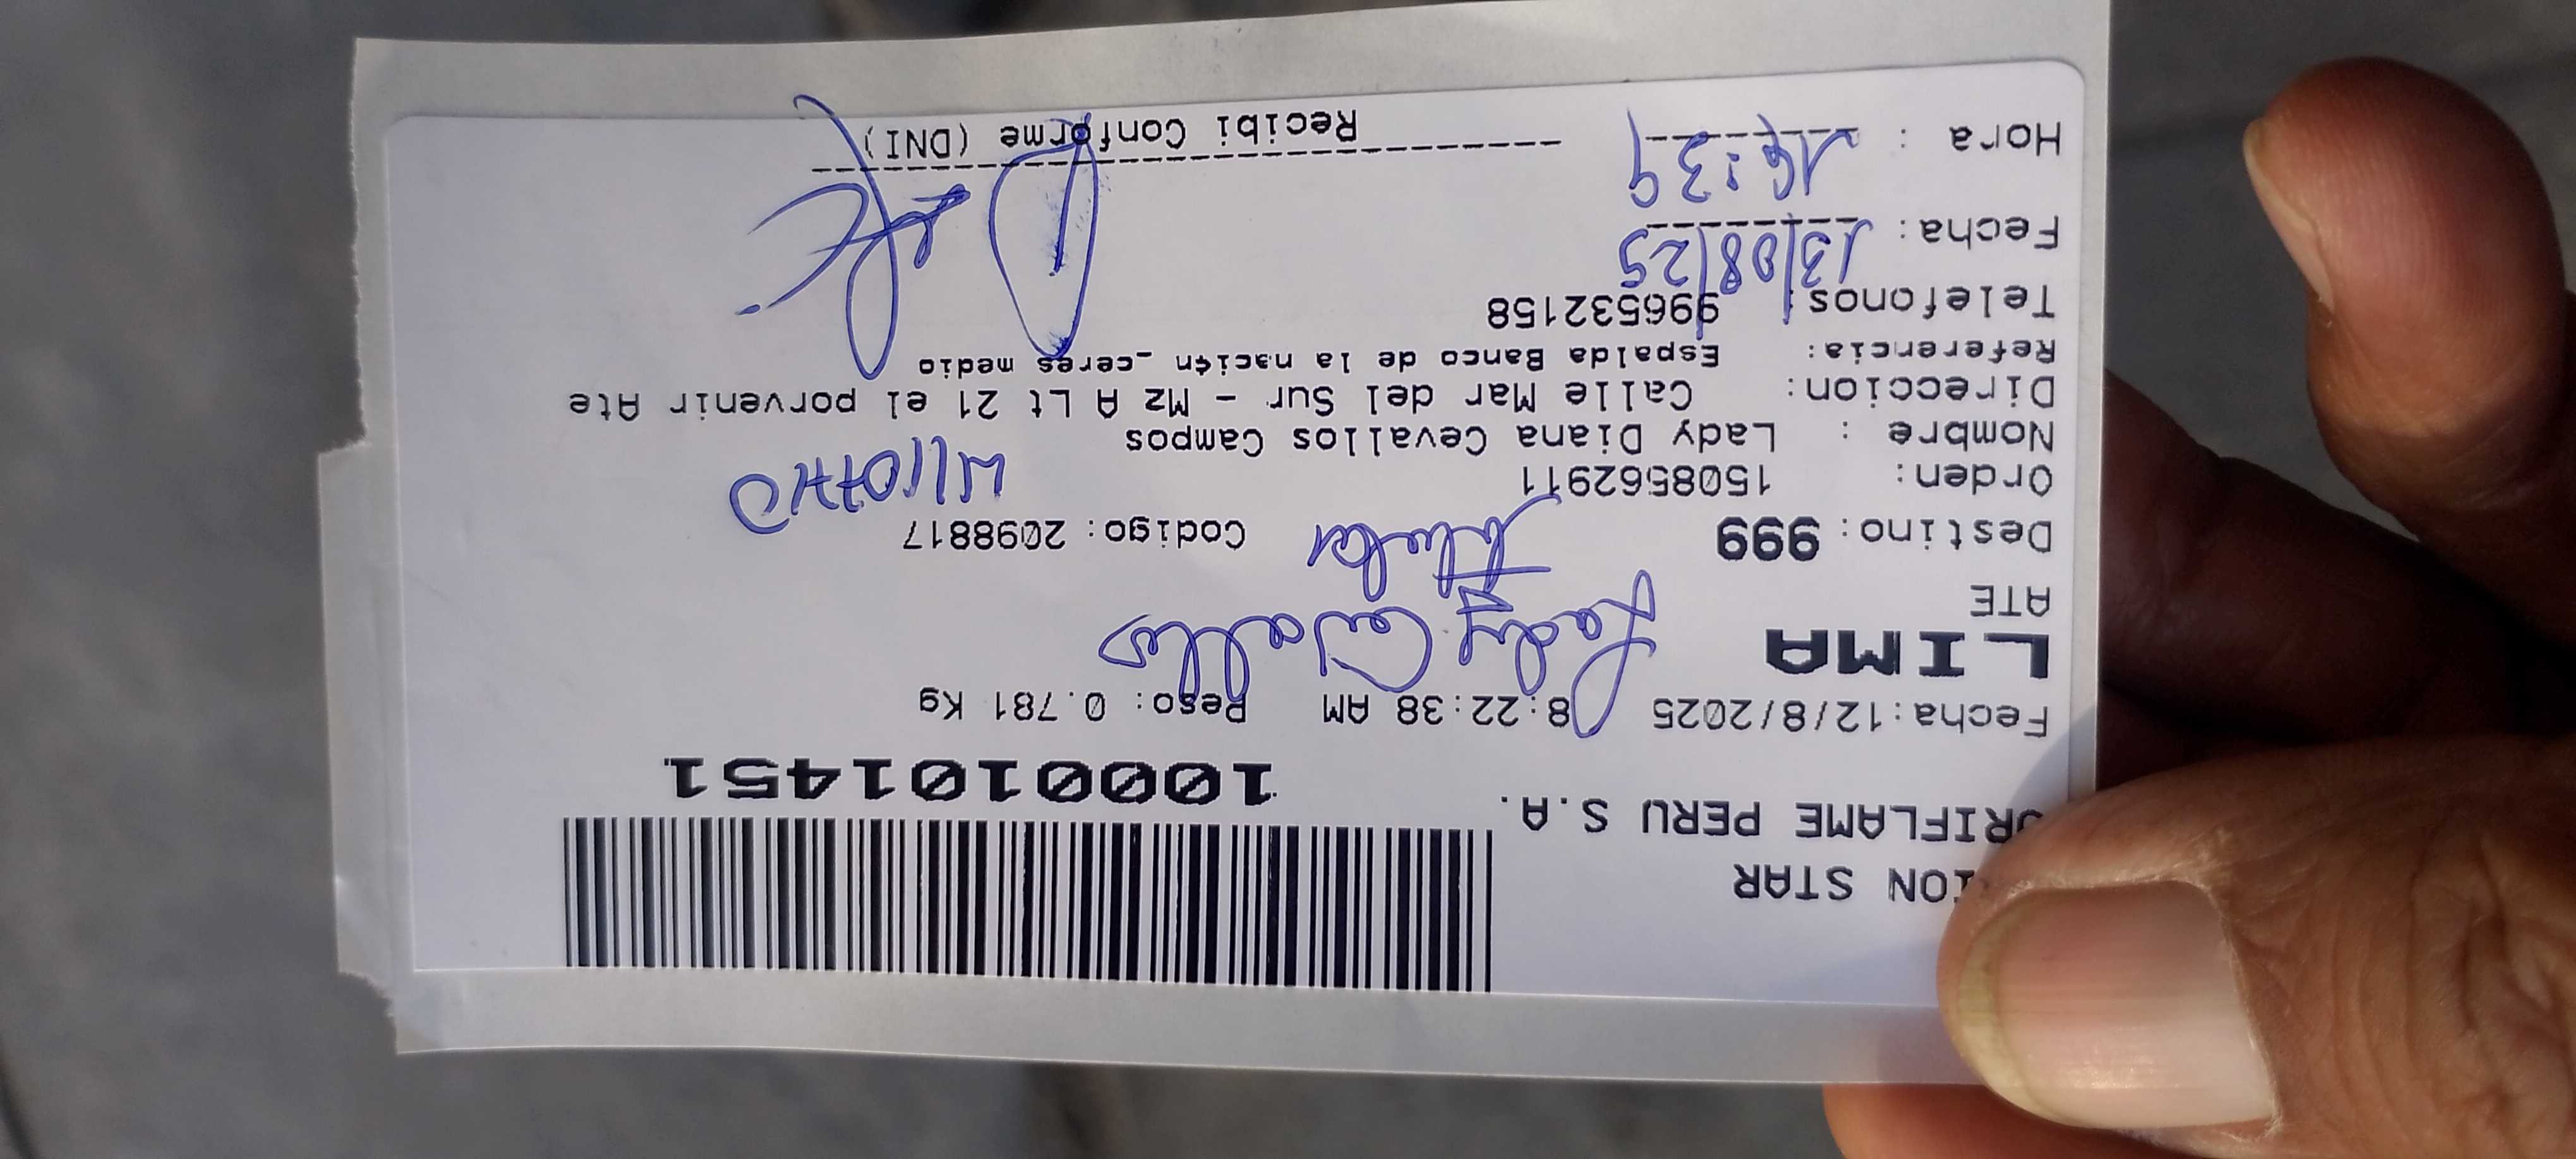 ION STAR
ORIFLAME PERU S.A.
1000101451
Fecha:12/8/2025 8:22:38 AM Peso: 0.781 Kg
LIMA
Lady Cevallos
ATE
Titular
Destino: 999 Codigo: 2098817
Orden: 1508562911
Nombre : Lady Diana Cevallos Campos
Direccion: Calle Mar del Sur - Mz A Lt 21 el porvenir Ate
Referencia: Espalda Banco de la naci¢n _ceres medio
Telefonos: 996532158
Fecha: 13/08/25
Hora : 16:39
Recibi Conforme (DNI)